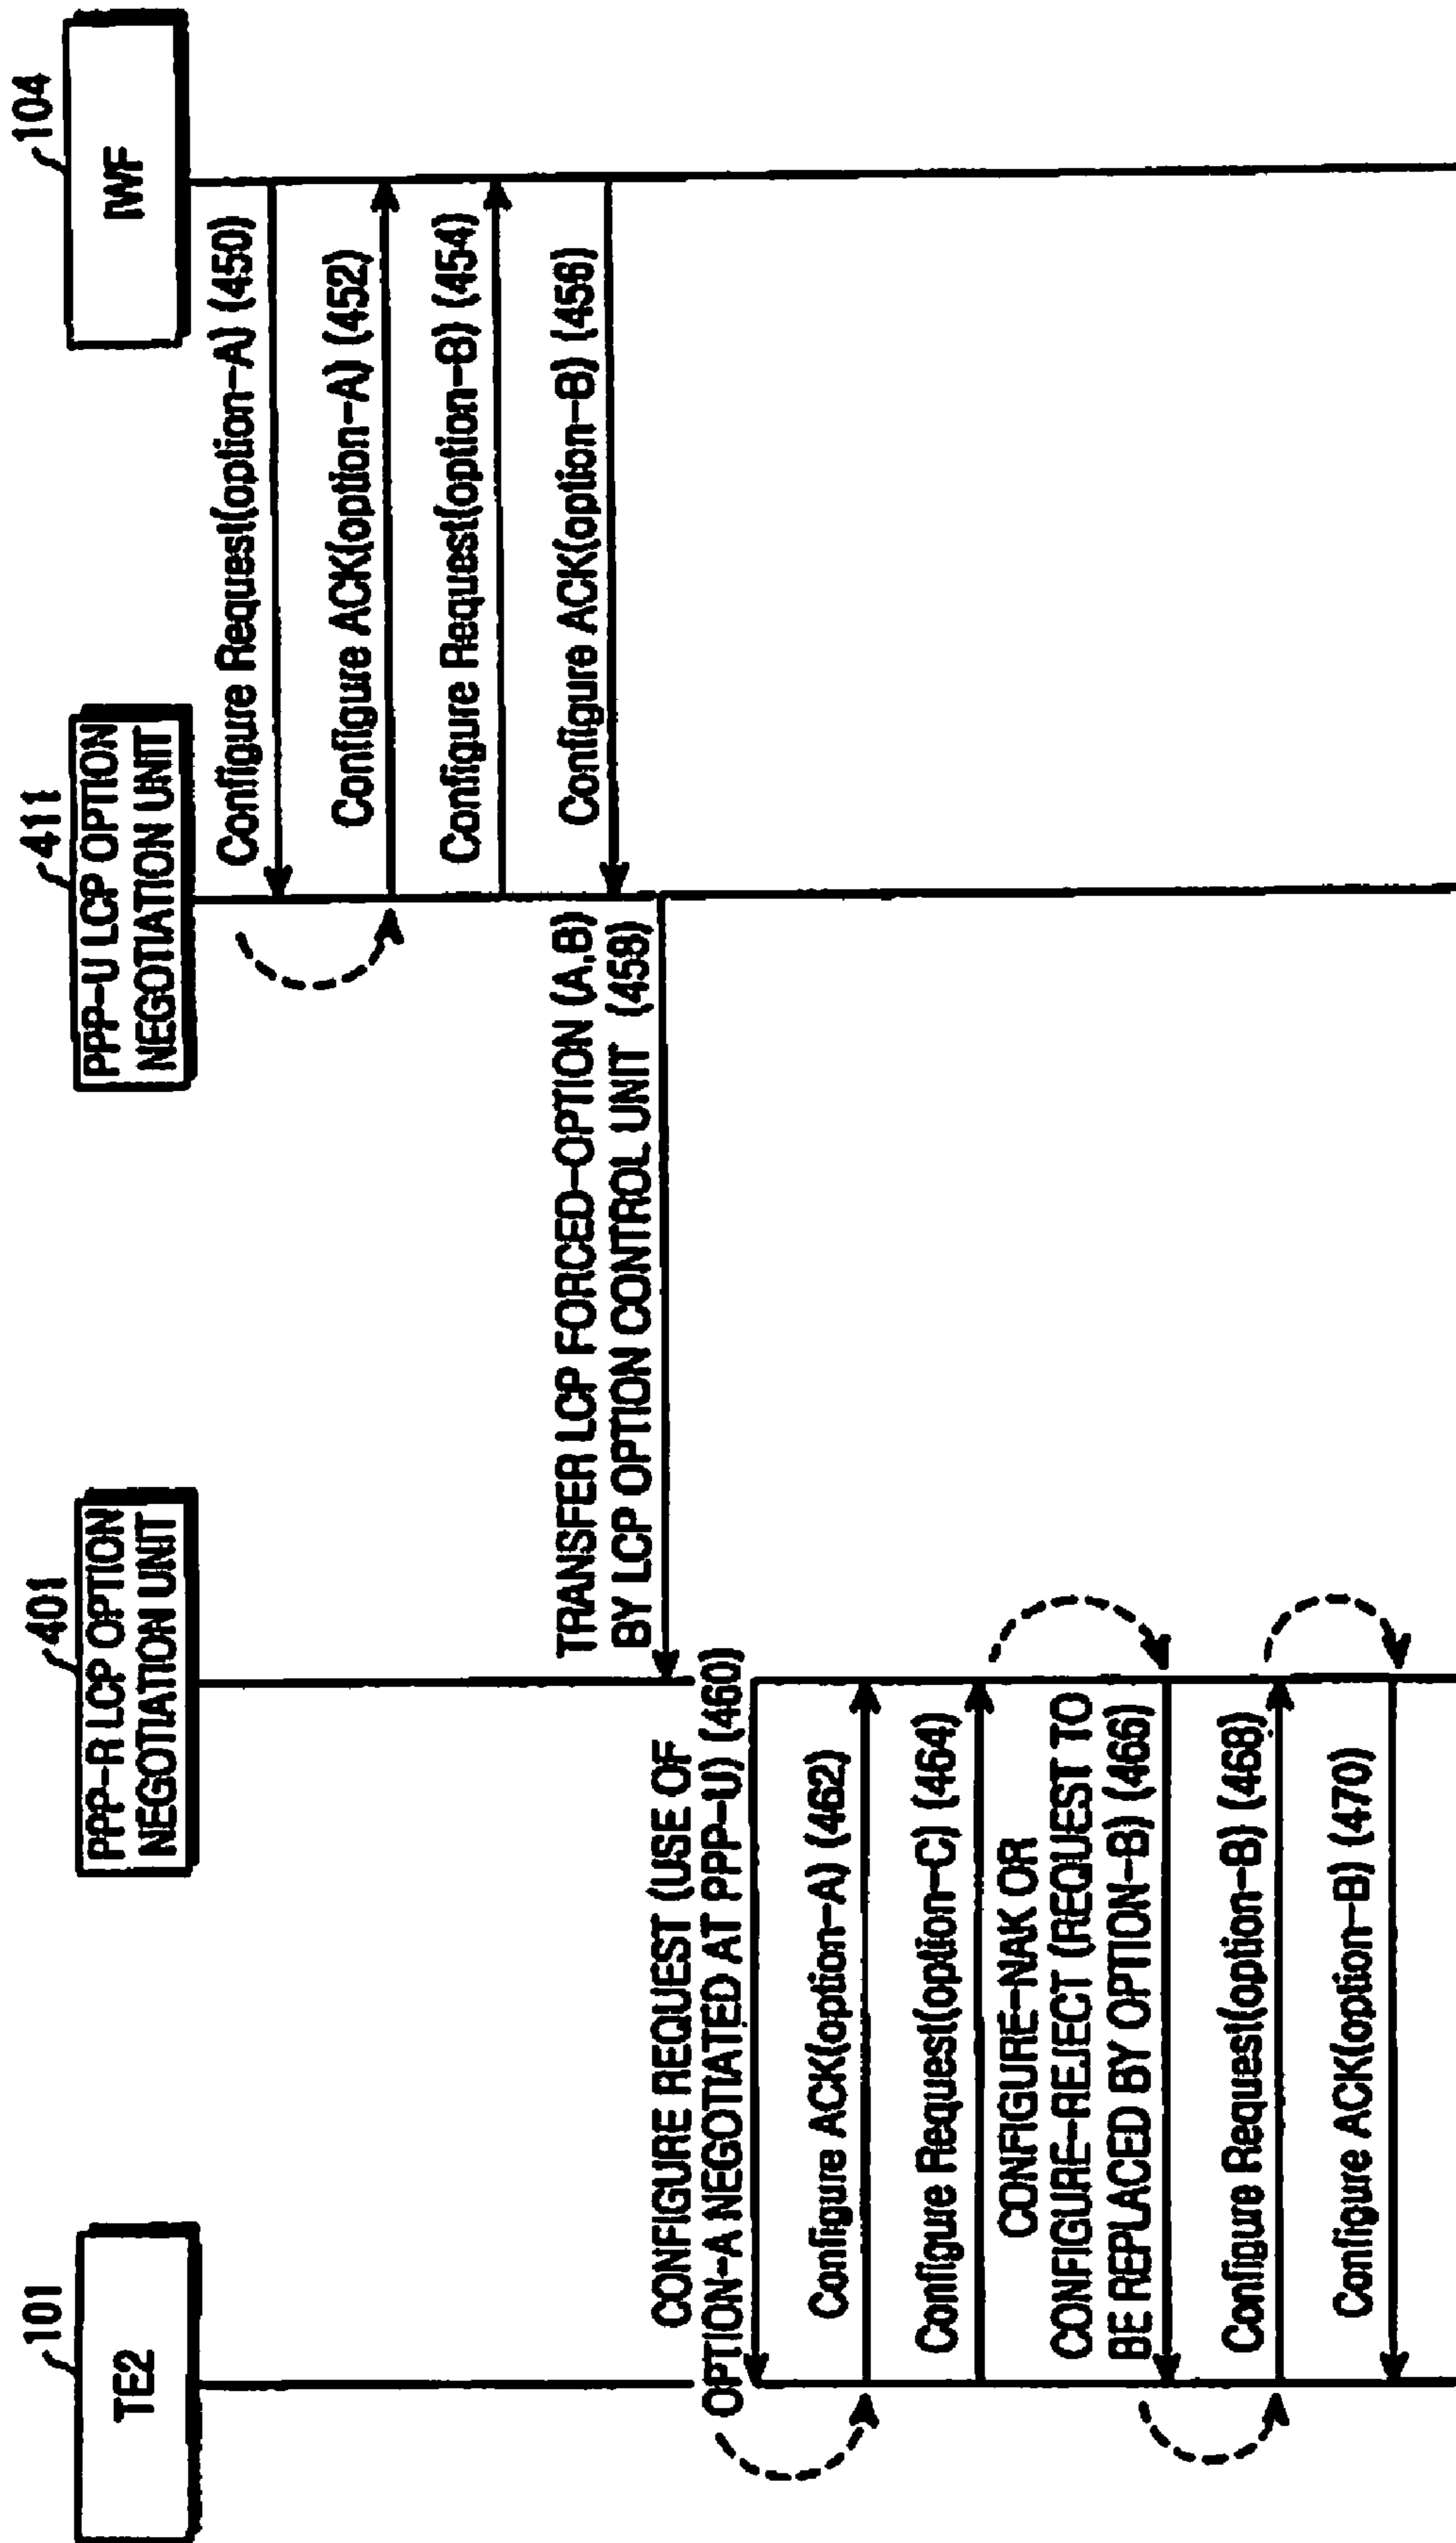 101
TE2
401
PPP-R LCP OPTION
NEGOTIATION UNIT
411
PPP-U LCP OPTION
NEGOTIATION UNIT
104
IWF
Configure Request(option-A) (450)
Configure ACK(option-A) (452)
Configure Request(option-B) (454)
Configure ACK(option-B) (456)
TRANSFER LCP FORCED-OPTION (A,B)
BY LCP OPTION CONTROL UNIT (458)
CONFIGURE REQUEST (USE OF
OPTION-A NEGOTIATED AT PPP-U) (460)
Configure ACK(option-A) (462)
Configure Request(option-C) (464)
CONFIGURE-NAK OR
CONFIGURE-REJECT (REQUEST TO
BE REPLACED BY OPTION-B) (466)
Configure Request(option-B) (468)
Configure ACK(option-B) (470)